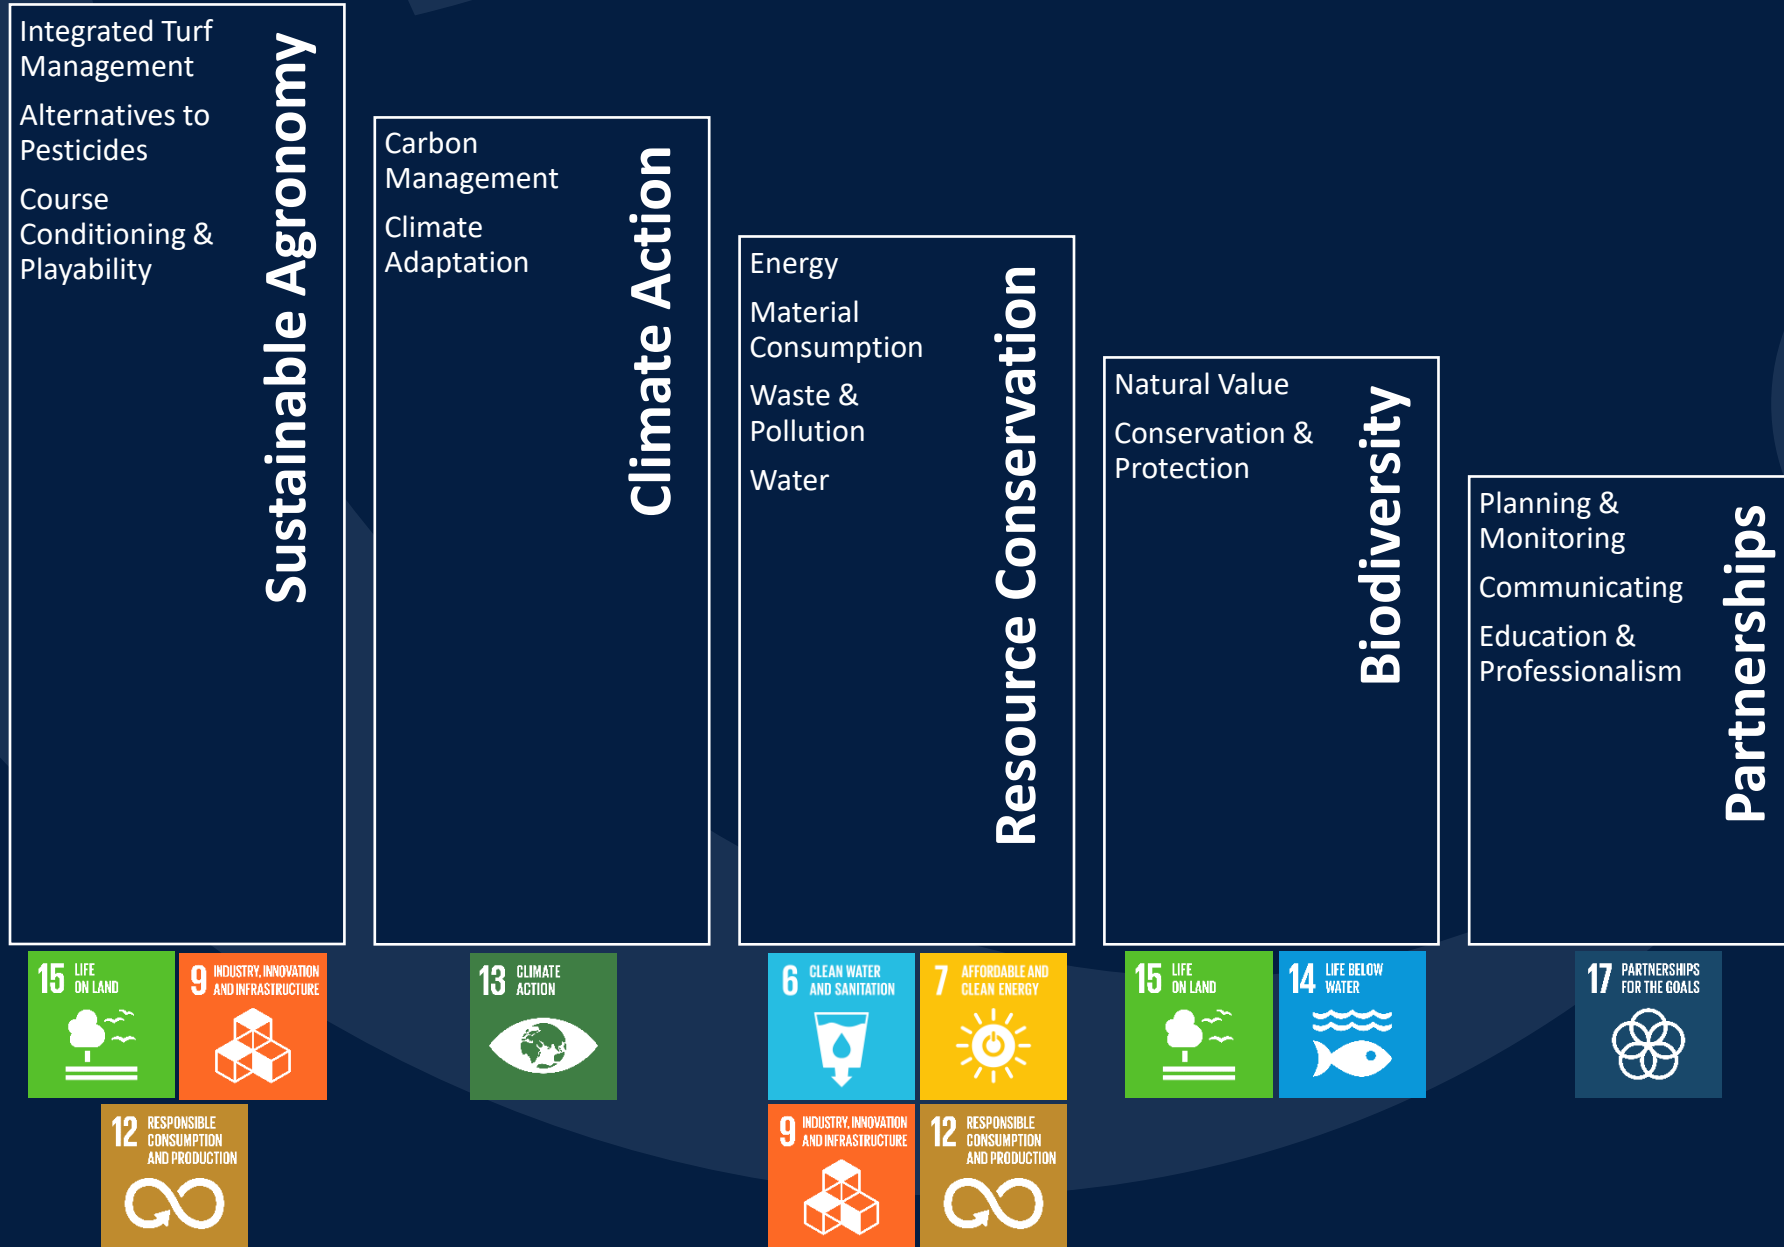 Integrated Turf
Management
Alternatives to
Pesticides
Course
Conditioning &
Playability
Sustainable Agronomy
Carbon
Management
Climate
Adaptation
Climate Action
Energy
Material
Consumption
Waste &
Pollution
Water
Resource Conservation
Natural Value
Conservation &
Protection
Biodiversity
Planning &
Monitoring
Communicating
Education &
Professionalism
Partnerships
15 LIFE
ON LAND
9 INDUSTRY, INNOVATION
AND INFRASTRUCTURE
12 RESPONSIBLE
CONSUMPTION
AND PRODUCTION
13 CLIMATE
ACTION
6 CLEAN WATER
AND SANITATION
7 AFFORDABLE AND
CLEAN ENERGY
9 INDUSTRY, INNOVATION
AND INFRASTRUCTURE
12 RESPONSIBLE
CONSUMPTION
AND PRODUCTION
15 LIFE
ON LAND
14 LIFE BELOW
WATER
17 PARTNERSHIPS
FOR THE GOALS